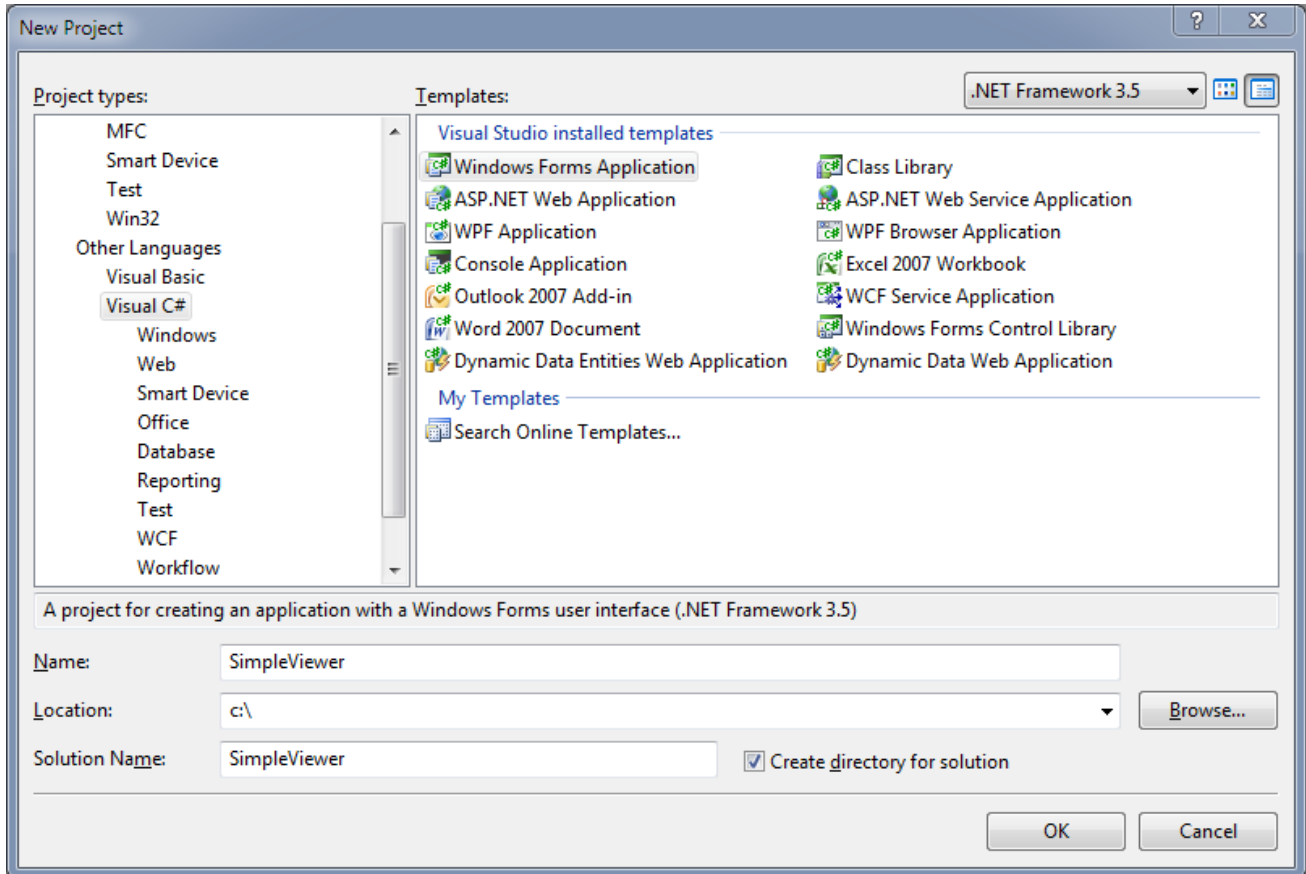 New Project
Project types:
Templates:
.NET Framework 3.5
MFC
Smart Device
Test
Win32
Other Languages
Visual Basic
Visual C#
Windows
Web
Smart Device
Office
Database
Reporting
Test
WCF
Workflow
Visual Studio installed templates
Windows Forms Application
Class Library
ASP.NET Web Application
ASP.NET Web Service Application
WPF Application
WPF Browser Application
Console Application
Excel 2007 Workbook
Outlook 2007 Add-in
WCF Service Application
Word 2007 Document
Windows Forms Control Library
Dynamic Data Entities Web Application
Dynamic Data Web Application
My Templates
Search Online Templates...
A project for creating an application with a Windows Forms user interface (.NET Framework 3.5)
Name:
SimpleViewer
Location:
c:\
Browse...
Solution Name:
SimpleViewer
Create directory for solution
OK
Cancel